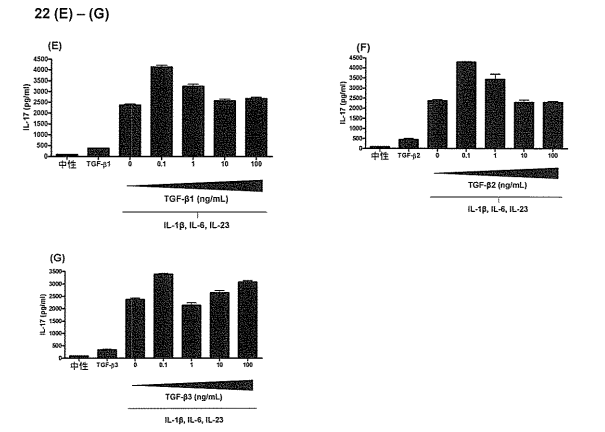 22 (E) – (G)
(E)
IL-17 (pg/ml)
4500
4000
3500
3000
2500
2000
1500
1000
500
0
中性 TGF-β1 0 0.1 1 10 100
TGF-β1 (ng/mL)
IL-1β, IL-6, IL-23
(F)
IL-17 (pg/ml)
4500
4000
3500
3000
2500
2000
1500
1000
500
0
中性 TGF-β2 0 0.1 1 10 100
TGF-β2 (ng/mL)
IL-1β, IL-6, IL-23
(G)
IL-17 (pg/ml)
3500
3000
2500
2000
1500
1000
500
0
中性 TGF-β3 0 0.1 1 10 100
TGF-β3 (ng/mL)
IL-1β, IL-6, IL-23